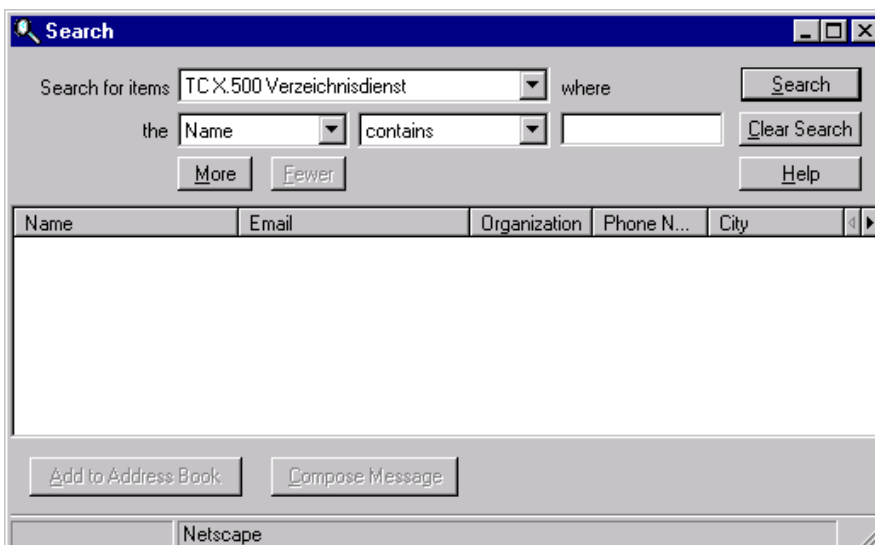 Search
Search for items TC X.500 Verzeichnisdienst where Search
the Name contains Clear Search
More Fewer Help
Name Email Organization Phone N... City
Add to Address Book Compose Message
Netscape